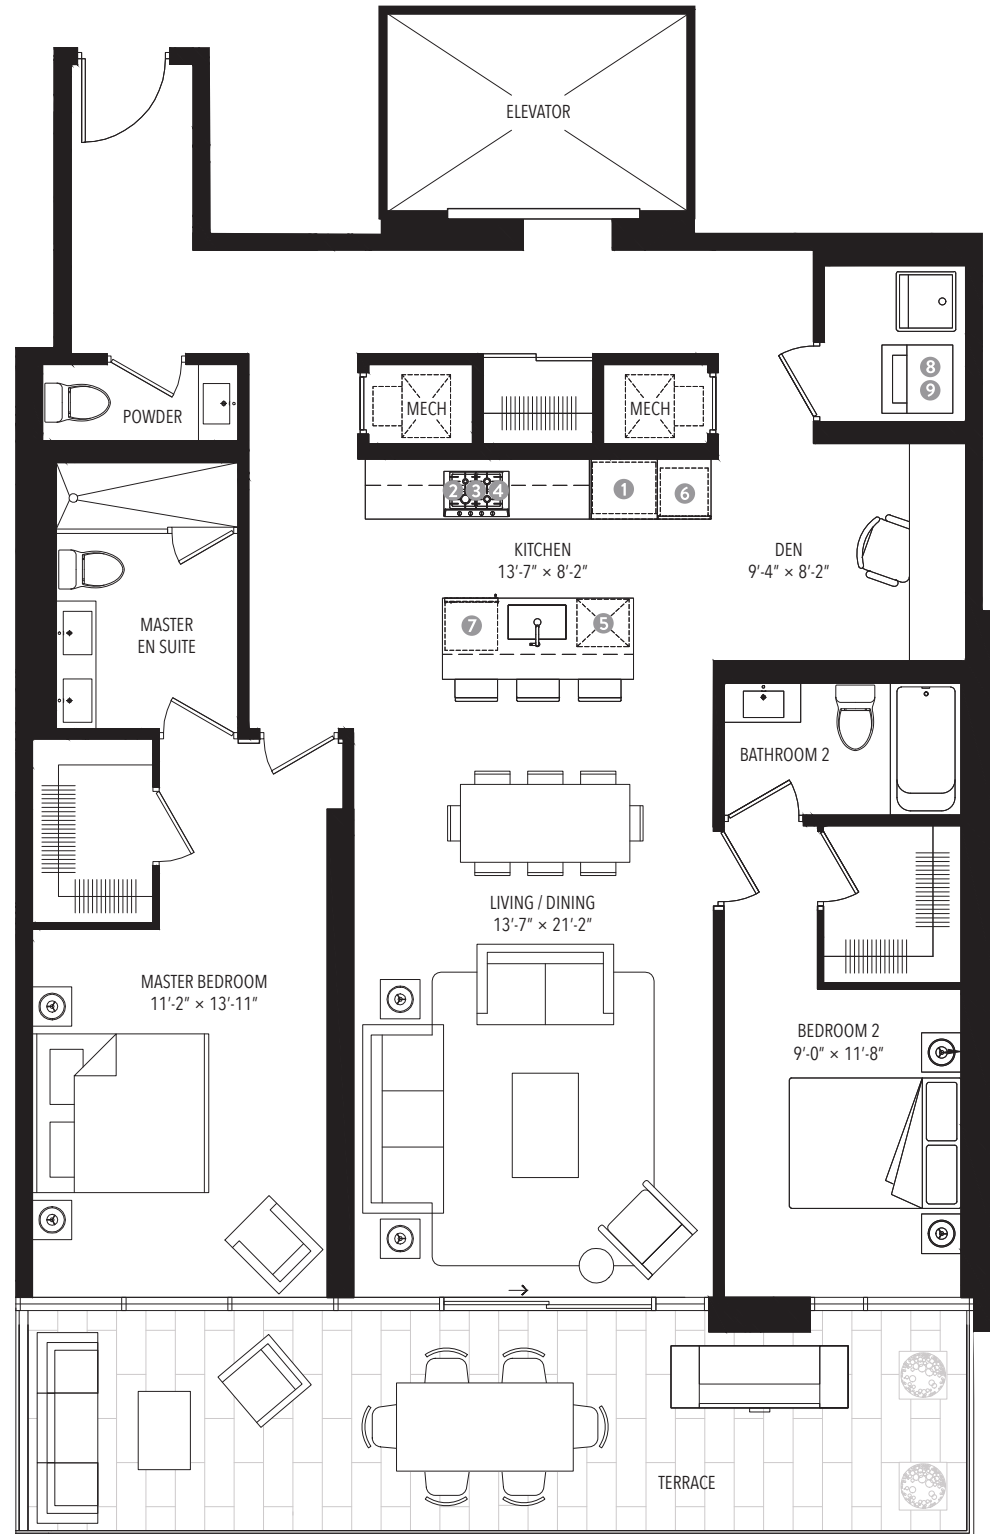 ELEVATOR
8
9
MECH
MECH
POWDER
2 3 4
1
6
KITCHEN
13'-7" × 8'-2"
DEN
9'-4" × 8'-2"
MASTER
EN SUITE
7
5
BATHROOM 2
LIVING / DINING
13'-7" × 21'-2"
MASTER BEDROOM
11'-2" × 13'-11"
BEDROOM 2
9'-0" × 11'-8"
TERRACE